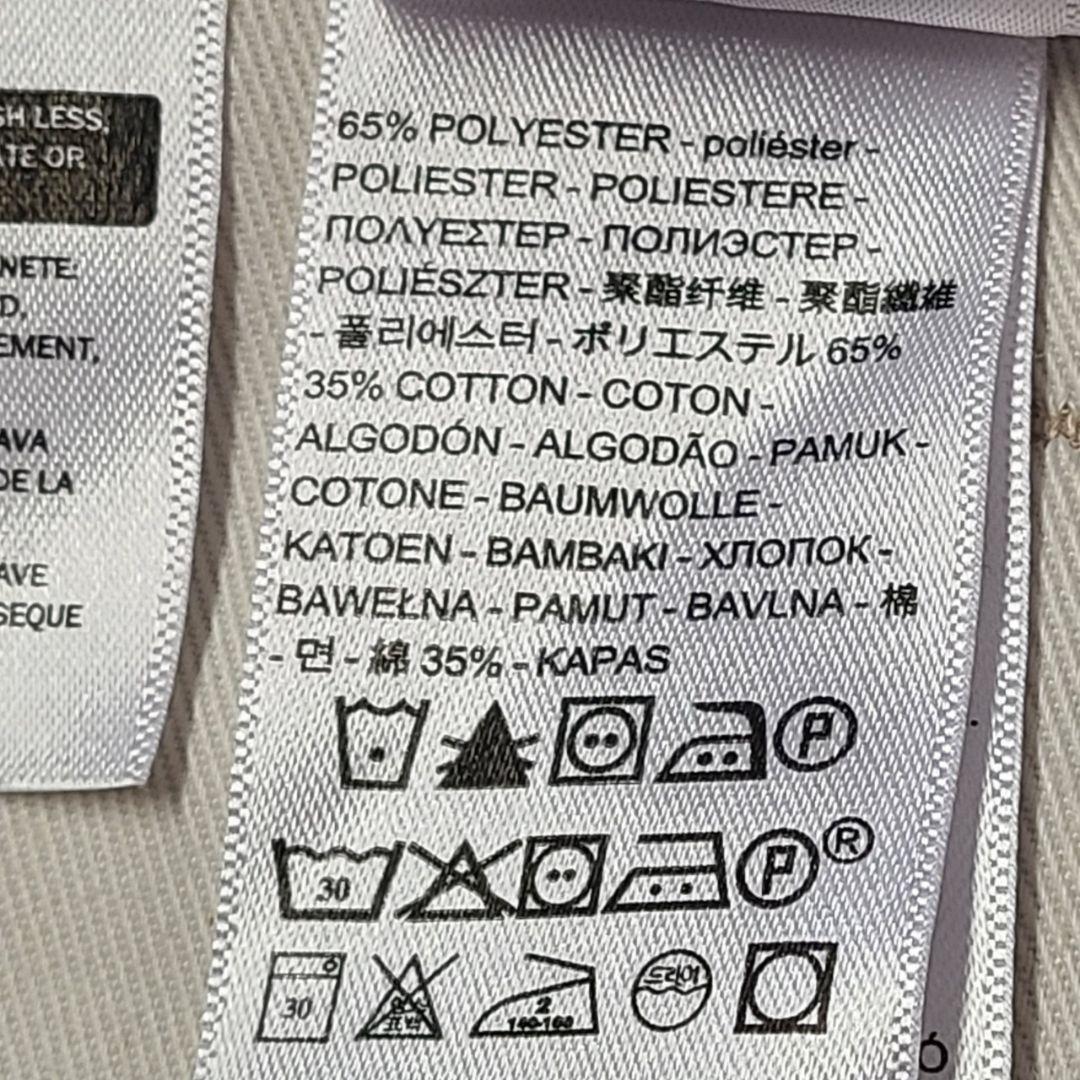 SH LESS,
TE OR
NETE:
D,
EMENT,
AVA
DE LA
AVE
SEQUE
65% POLYESTER - poliéster -
POLIESTER - POLIESTERE -
ΠΟΛΥΕΣΤΕΡ - ПОЛИЭСТЕР -
POLIÉSZTER - 聚酯纤维 - 聚酯纖維
- 폴리에스터 - ポリエステル 65%
35% COTTON - COTON -
ALGODÓN - ALGODÃO - PAMUK -
COTONE - BAUMWOLLE -
KATOEN - BAMBAKI - ХЛОПОК -
BAWEŁNA - PAMUT - BAVLNA - 棉
- 면 - 綿 35% - KAPAS
P
30 P ®
30 2 드라이
140-160